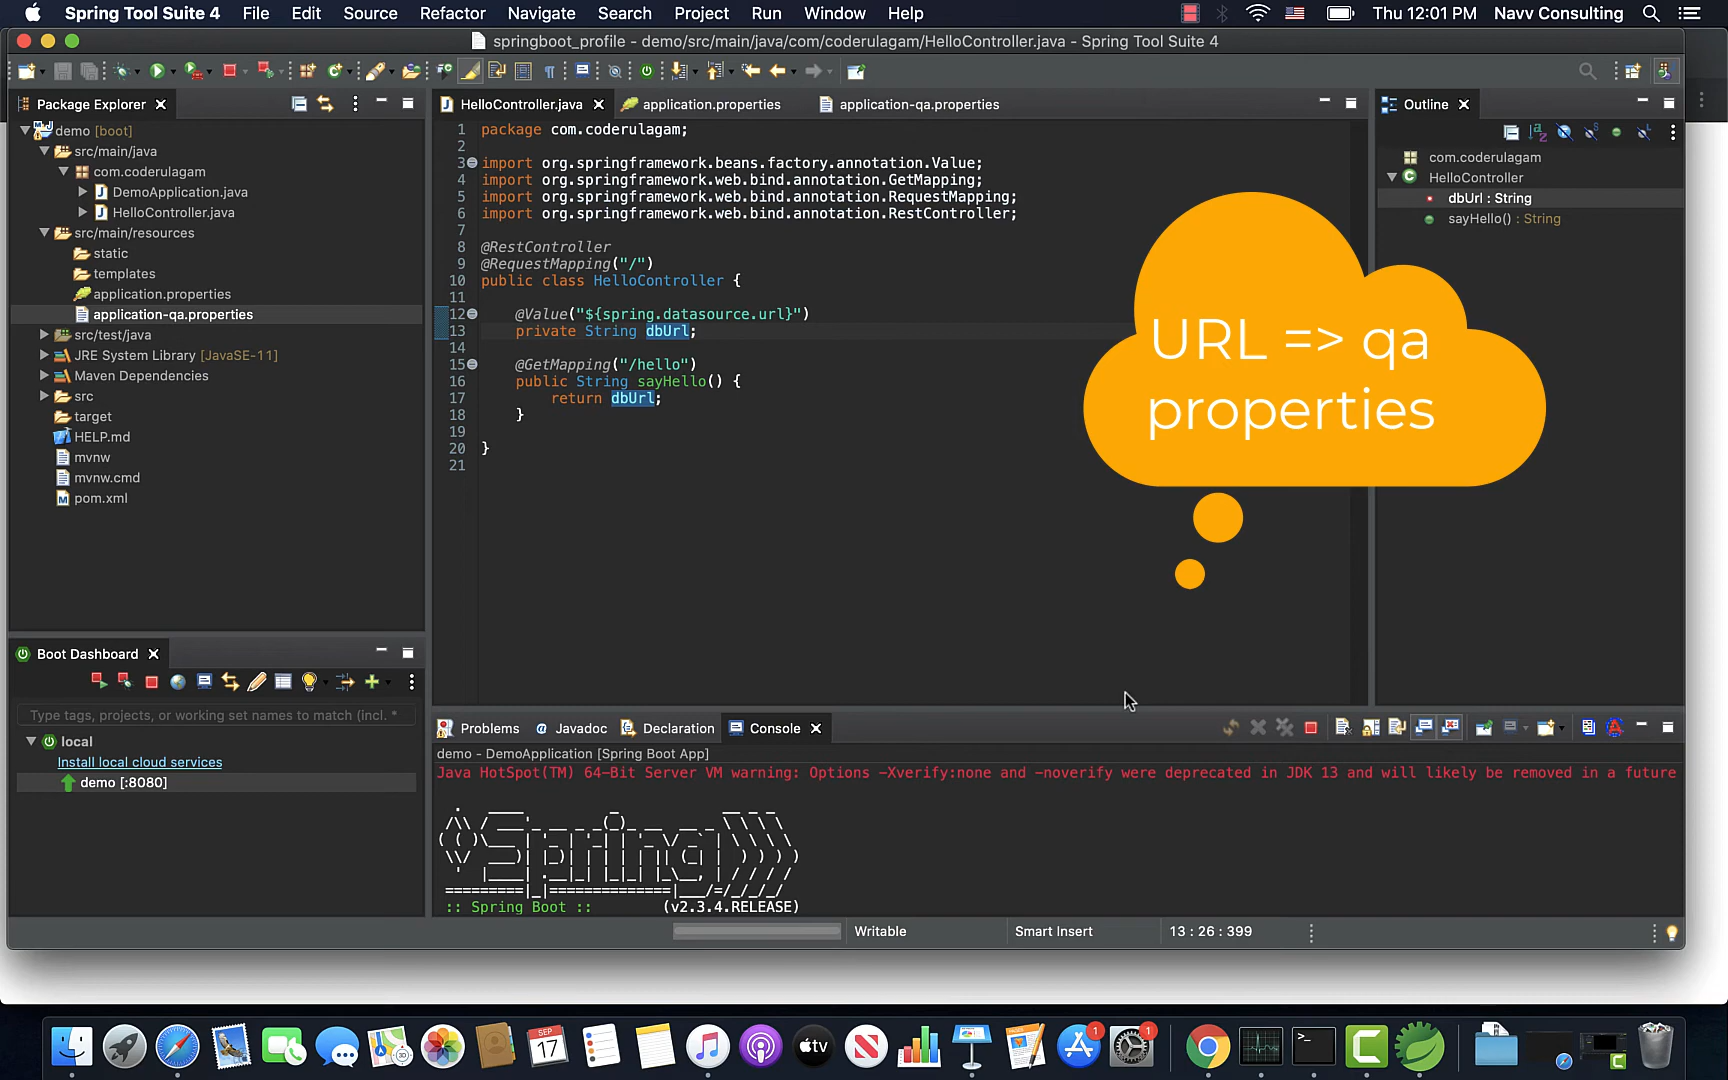 Spring Tool Suite 4 File Edit Source Refactor Navigate Search Project Run Window Help Thu 12:01 PM Navv Consulting
springboot_profile - demo/src/main/java/com/coderulagam/HelloController.java - Spring Tool Suite 4
Package Explorer
demo [boot]
src/main/java
com.coderulagam
DemoApplication.java
HelloController.java
src/main/resources
static
templates
application.properties
application-qa.properties
src/test/java
JRE System Library [JavaSE-11]
Maven Dependencies
src
target
HELP.md
mvnw
mvnw.cmd
pom.xml
HelloController.java application.properties application-qa.properties
1 package com.coderulagam;
2
3 import org.springframework.beans.factory.annotation.Value;
4 import org.springframework.web.bind.annotation.GetMapping;
5 import org.springframework.web.bind.annotation.RequestMapping;
6 import org.springframework.web.bind.annotation.RestController;
7
8 @RestController
9 @RequestMapping("/")
10 public class HelloController {
11
12 @Value("${spring.datasource.url}")
13 private String dbUrl;
14
15 @GetMapping("/hello")
16 public String sayHello() {
17 return dbUrl;
18 }
19
20 }
21
URL => qa
properties
Outline
com.coderulagam
HelloController
dbUrl : String
sayHello() : String
Boot Dashboard
Type tags, projects, or working set names to match (incl. *
local
Install local cloud services
demo [:8080]
Problems Javadoc Declaration Console
demo - DemoApplication [Spring Boot App]
Java HotSpot(TM) 64-Bit Server VM warning: Options -Xverify:none and -noverify were deprecated in JDK 13 and will likely be removed in a future
Spring
:: Spring Boot :: (v2.3.4.RELEASE)
Writable Smart Insert 13 : 26 : 399
SEP
17
tv
1
1